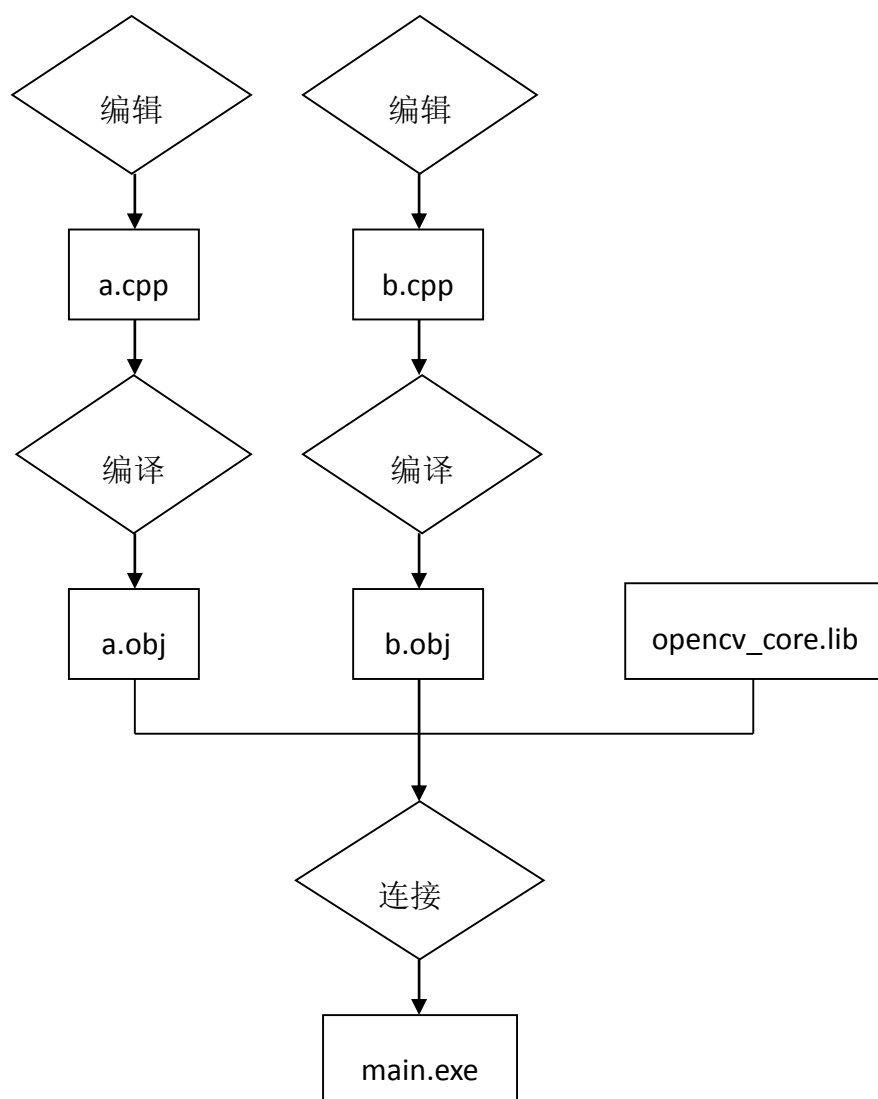 编辑
编辑
a.cpp
b.cpp
编译
编译
a.obj
b.obj
opencv_core.lib
连接
main.exe